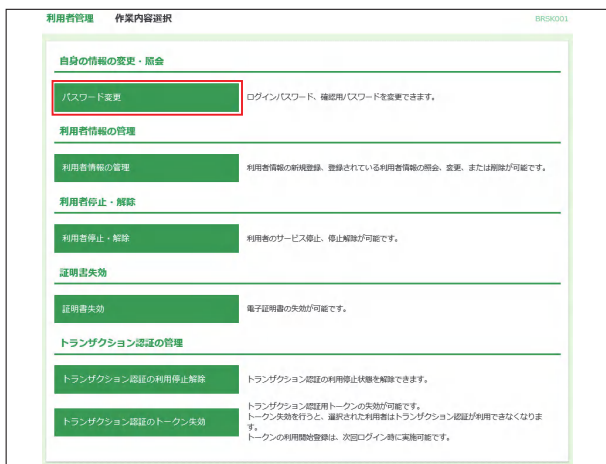 利用者管理 作業内容選択 BRSK001
自身の情報の変更・照会
パスワード変更 ログインパスワード、確認用パスワードを変更できます。
利用者情報の管理
利用者情報の管理 利用者情報の新規登録、登録されている利用者情報の照会、変更、または削除が可能です。
利用者停止・解除
利用者停止・解除 利用者のサービス停止、停止解除が可能です。
証明書失効
証明書失効 電子証明書の失効が可能です。
トランザクション認証の管理
トランザクション認証の利用停止解除 トランザクション認証の利用停止状態を解除できます。
トランザクション認証のトークン失効 トランザクション認証用トークンの失効が可能です。
トークン失効を行うと、選択された利用者はトランザクション認証が利用できなくなりま
す。
トークンの利用開始登録は、次回ログイン時に実施可能です。